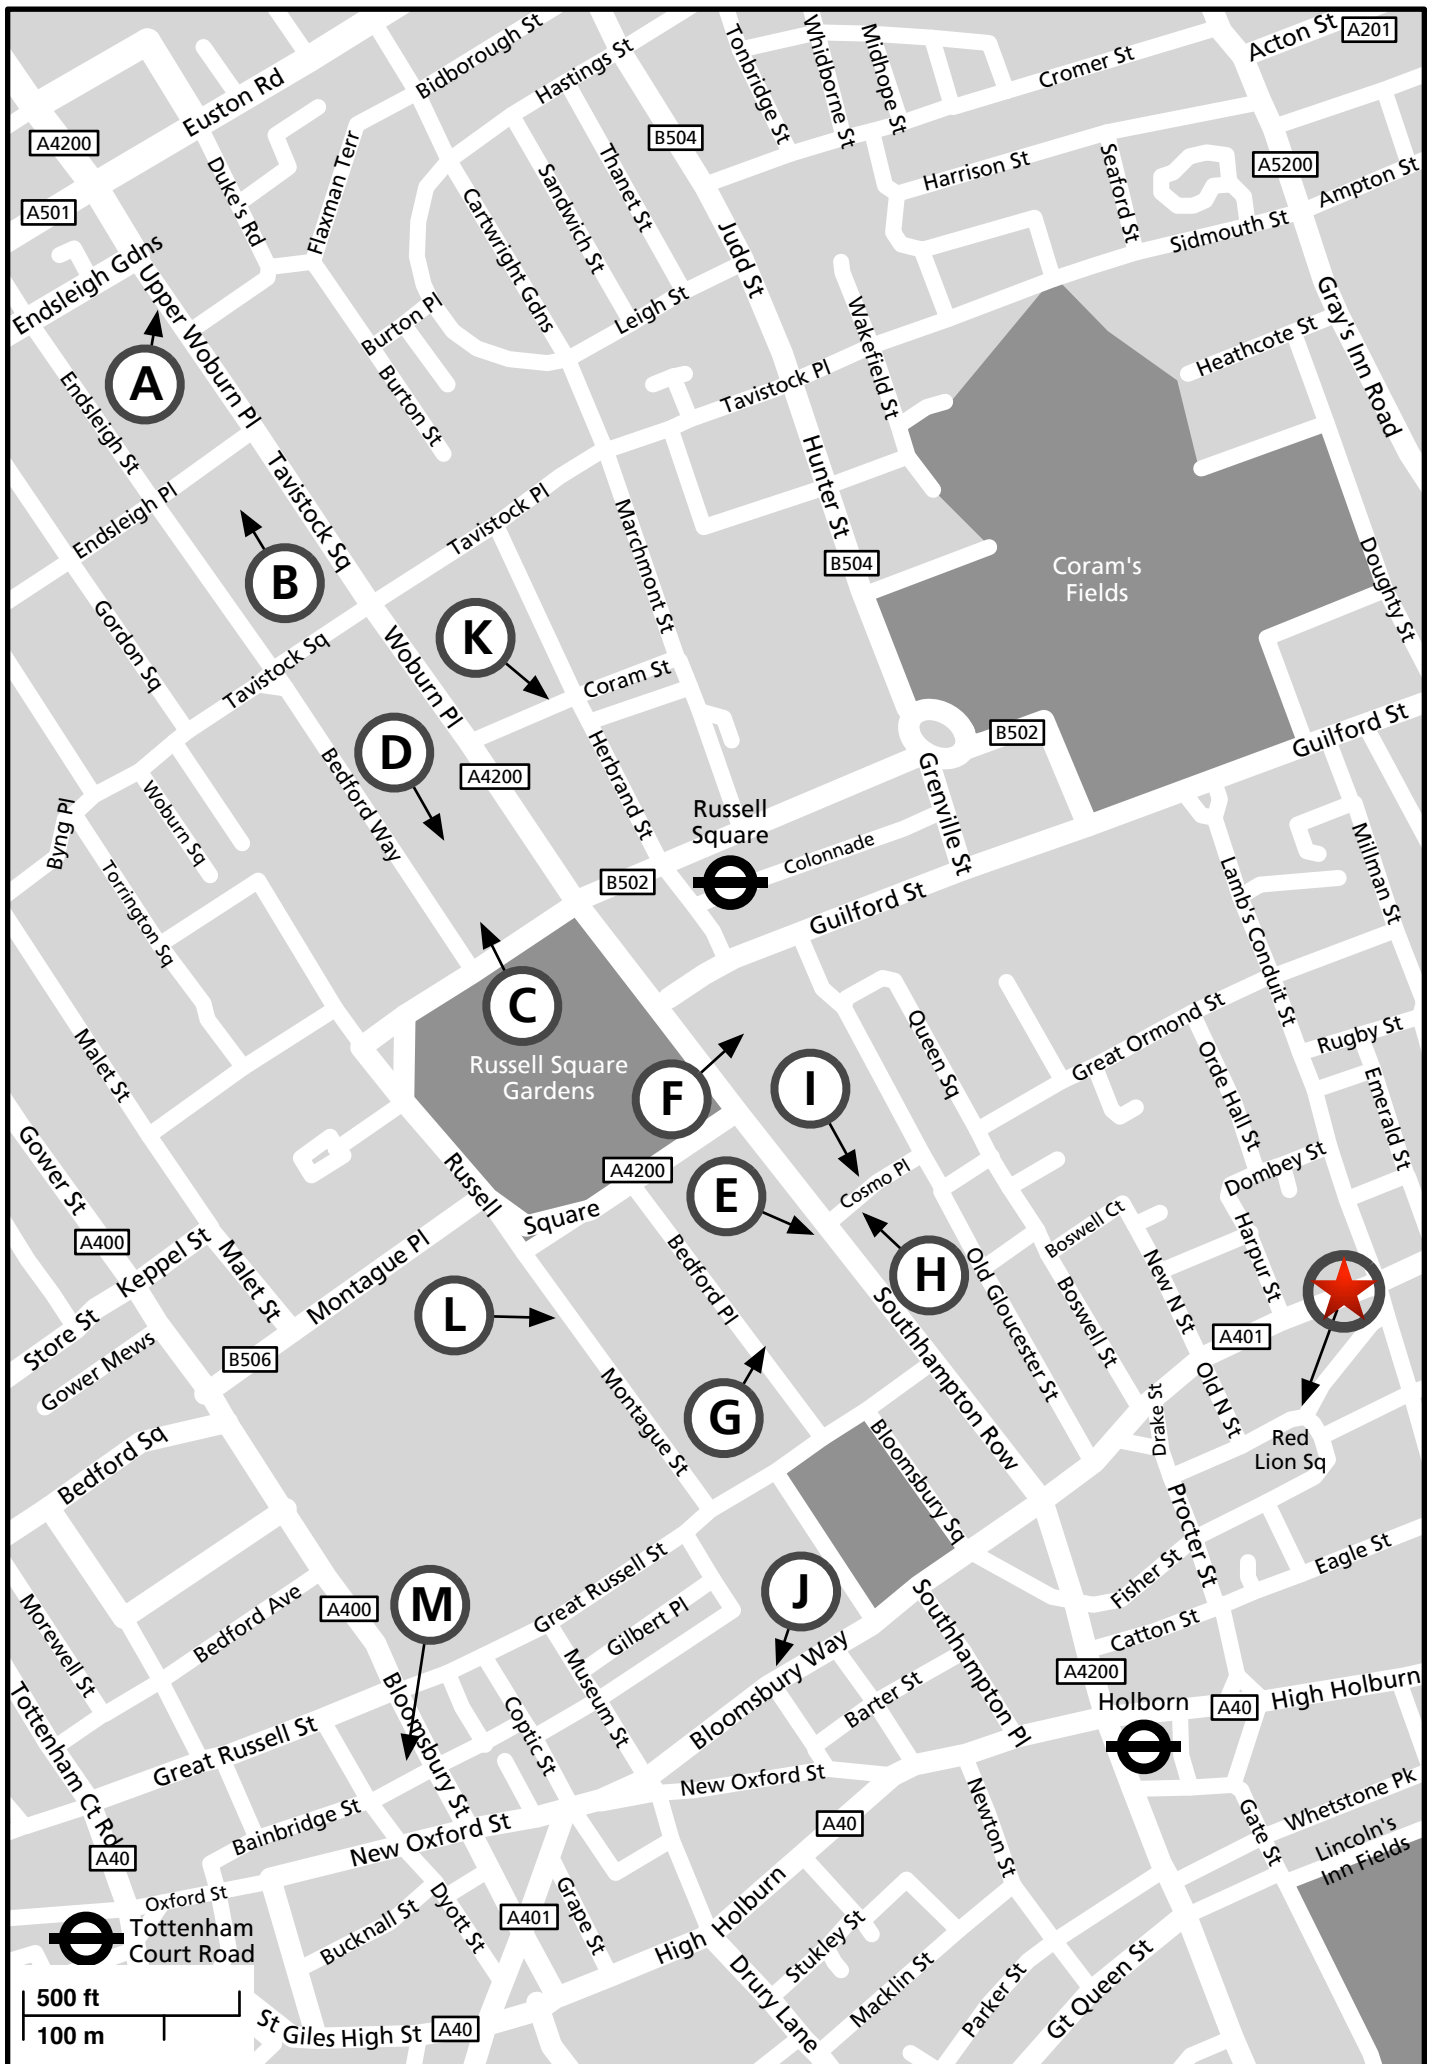 Acton St
A201
Bidborough St
Hastings St
Tonbridge St
Whidborne St
Midhope St
Cromer St
Euston Rd
A4200
B504
Flaxman Terr
Duke's Rd
Thanet St
Sandwich St
Harrison St
Seaford St
A5200
Ampton St
A501
Cartwright Gdns
Judd St
Sidmouth St
Endsleigh Gdns
Upper Woburn Pl
Burton Pl
Leigh St
Wakefield St
Gray's Inn Road
Heathcote St
A
Endsleigh St
Burton St
Tavistock Pl
Hunter St
Tavistock Sq
Endsleigh Pl
Tavistock Pl
Marchmont St
B504
Coram's
Fields
Doughty St
B
Gordon Sq
Tavistock Sq
Woburn Pl
K
Coram St
D
Bedford Way
A4200
Herbrand St
B502
Guilford St
Grenville St
Byng Pl
Woburn Sq
Torrington Sq
Russell
Square
Colonnade
B502
Guilford St
Lamb's Conduit St
Millman St
C
Russell Square
Gardens
F
I
Queen Sq
Great Ormond St
Orde Hall St
Rugby St
Emerald St
Malet St
Gower St
Russell
Square
A4200
E
Cosmo Pl
Dombey St
Boswell Ct
Harpur St
A400
Keppel St
Malet St
Montague Pl
L
Bedford Pl
H
Old Gloucester St
Boswell St
New N St
Southhampton Row
Store St
Gower Mews
B506
A401
Montague St
G
Drake St
Old N St
Red
Lion Sq
Bedford Sq
Bloomsbury Sq
Procter St
Morewell St
Bedford Ave
A400
M
Great Russell St
Gilbert Pl
J
Southhampton Pl
Fisher St
Eagle St
Catton St
Museum St
Bloomsbury Way
Barter St
A4200
Holborn
A40
High Holburn
Tottenham Ct Rd
Great Russell St
Bloomsbury St
Coptic St
New Oxford St
Newton St
Whetstone Pk
Gate St
Lincoln's
Inn Fields
A40
Bainbridge St
New Oxford St
A40
Oxford St
Tottenham
Court Road
Bucknall St
Dyott St
A401
Grape St
High Holburn
Drury Lane
Stukley St
Macklin St
Parker St
Gt Queen St
500 ft
100 m
St Giles High St
A40